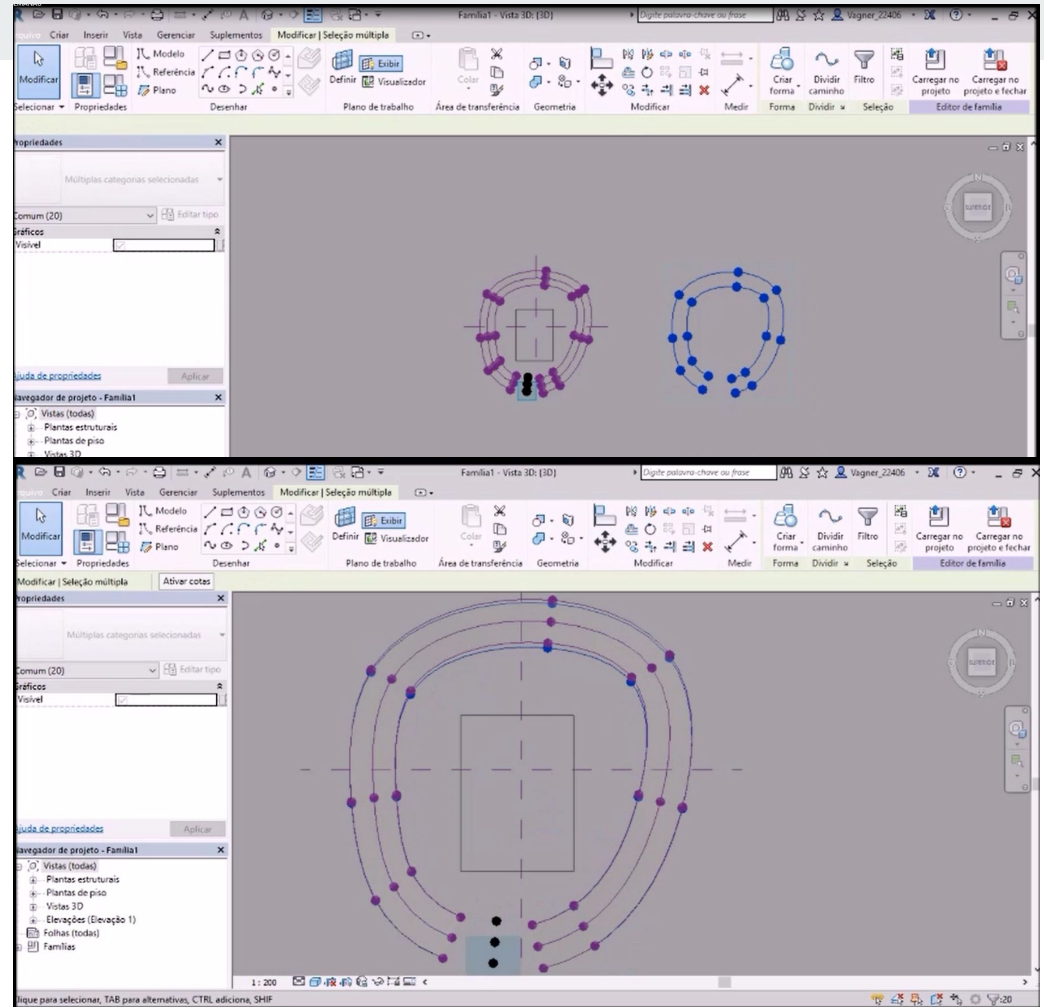 Família1 - Vista 3D: {3D}
Digite palavra-chave ou frase
Vagner_22406
Criar Inserir Vista Gerenciar Suplementos Modificar | Seleção múltipla
Modificar
Modelo
Referência
Plano
Definir
Exibir
Visualizador
Colar
Criar forma
Dividir caminho
Filtro
Carregar no projeto
Carregar no projeto e fechar
Selecionar Propriedades Desenhar Plano de trabalho Área de transferência Geometria Modificar Medir Forma Dividir Seleção Editor de família
Propriedades
Múltiplas categorias selecionadas
Comum (20) Editar tipo
Gráficos
Visível
Ajuda de propriedades Aplicar
Navegador de projeto - Família1
Vistas (todas)
Plantas estruturais
Plantas de piso
Vistas 3D
SUPERIOR
Família1 - Vista 3D: {3D}
Digite palavra-chave ou frase
Vagner_22406
Criar Inserir Vista Gerenciar Suplementos Modificar | Seleção múltipla
Modificar
Modelo
Referência
Plano
Definir
Exibir
Visualizador
Colar
Criar forma
Dividir caminho
Filtro
Carregar no projeto
Carregar no projeto e fechar
Selecionar Propriedades Desenhar Plano de trabalho Área de transferência Geometria Modificar Medir Forma Dividir Seleção Editor de família
Modificar | Seleção múltipla Ativar cotas
Propriedades
Múltiplas categorias selecionadas
Comum (20) Editar tipo
Gráficos
Visível
Ajuda de propriedades Aplicar
Navegador de projeto - Família1
Vistas (todas)
Plantas estruturais
Plantas de piso
Vistas 3D
Elevações (Elevação 1)
Folhas (todas)
Famílias
SUPERIOR
1 : 200
lique para selecionar, TAB para alternativas, CTRL adiciona, SHIF
:20